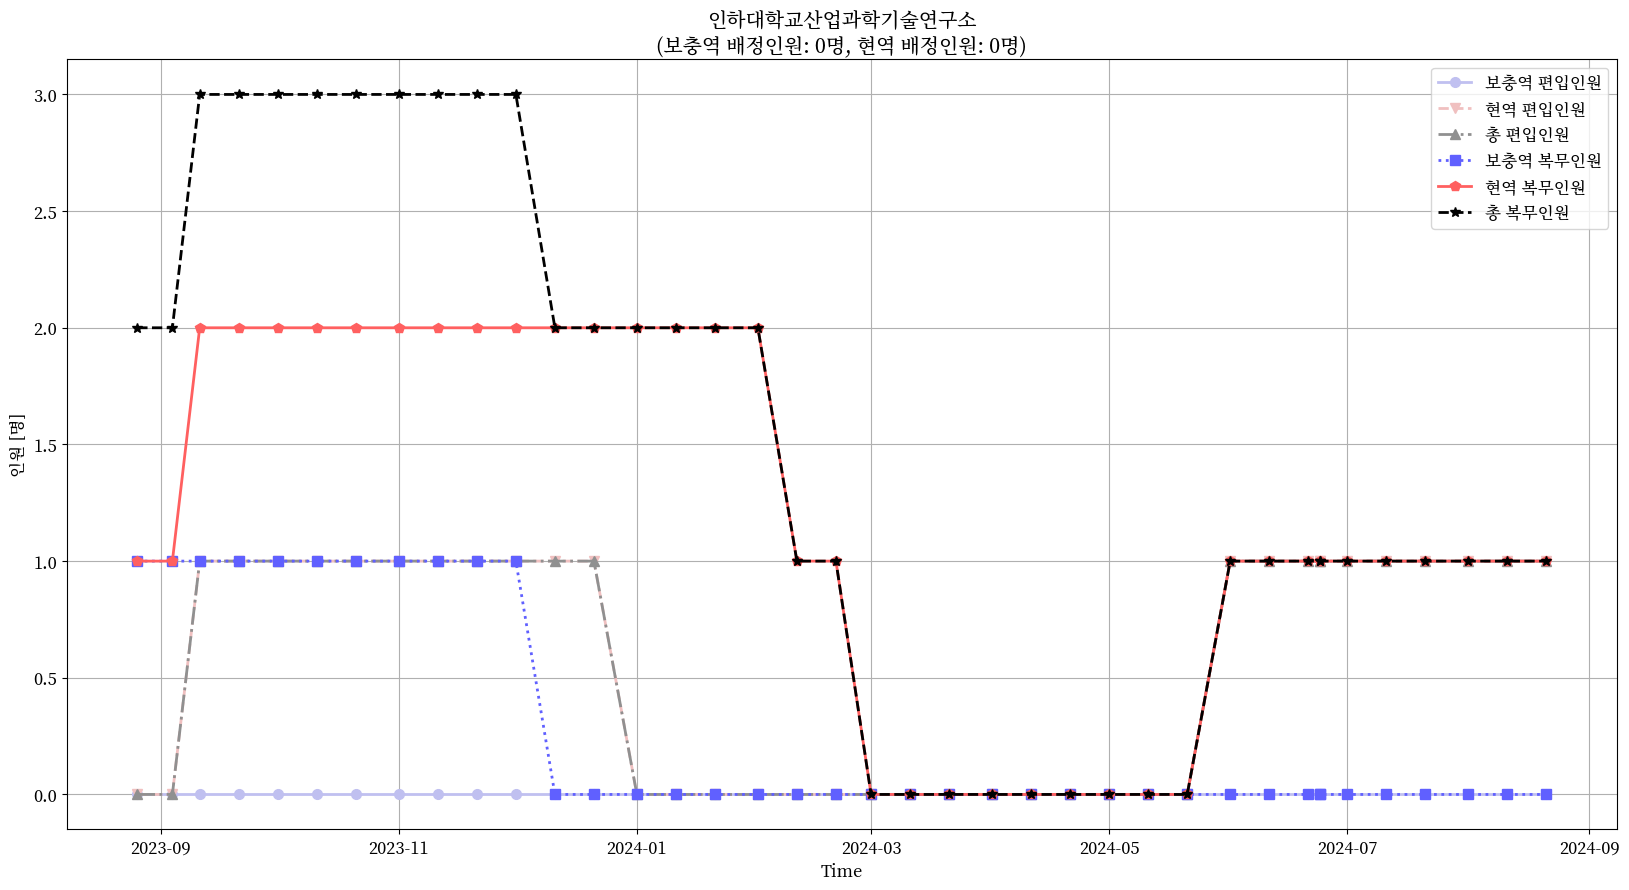 인하대학교산업과학기술연구소
(보충역 배정인원: 0명, 현역 배정인원: 0명)
보충역 편입인원
현역 편입인원
총 편입인원
보충역 복무인원
현역 복무인원
총 복무인원
인원 [명]
3.0
2.5
2.0
1.5
1.0
0.5
0.0
2023-09
2023-11
2024-01
2024-03
2024-05
2024-07
2024-09
Time